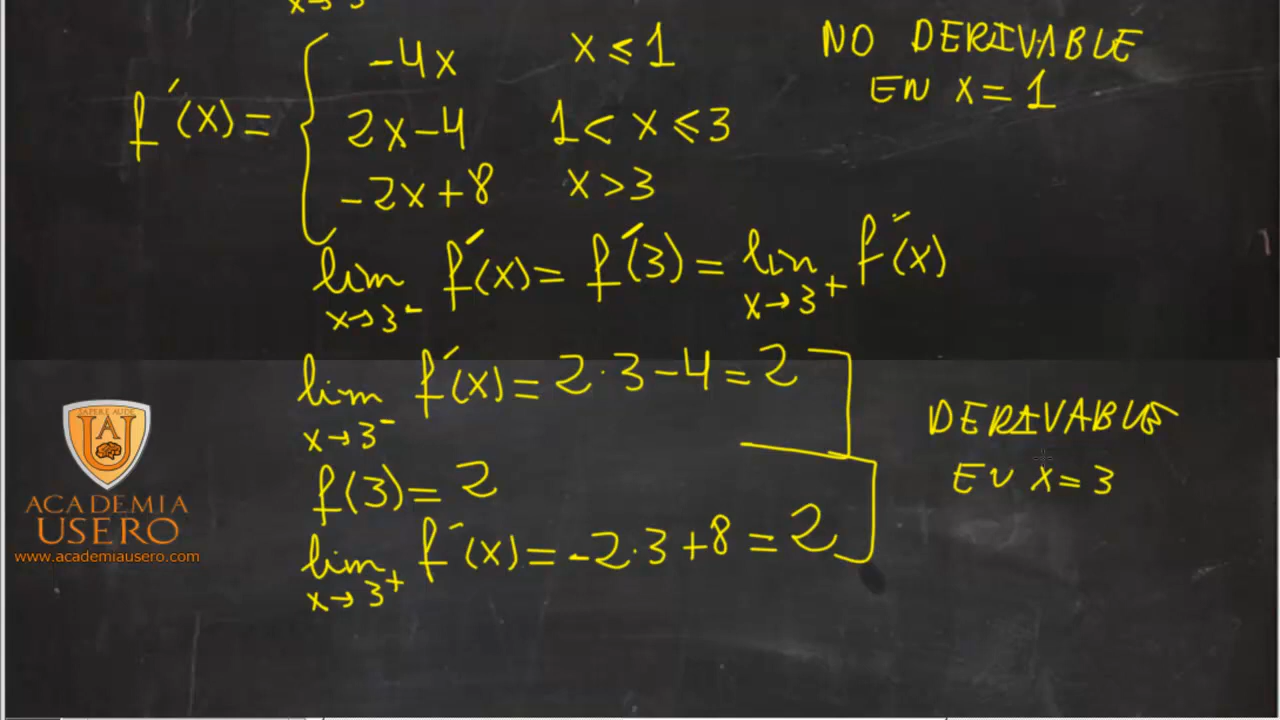 f´(x) = { -4x x ≤ 1
2x-4 1 < x ≤ 3
-2x+8 x > 3
NO DERIVABLE
EN x = 1
lim x→3⁻ f´(x) = f´(3) = lim x→3⁺ f´(x)
lim x→3⁻ f´(x) = 2·3-4 = 2
f(3) = 2
lim x→3⁺ f´(x) = -2·3+8 = 2
DERIVABLE
EN x = 3
SAPERE AUDE
UA
ACADEMIA
USERO
www.academiausero.com